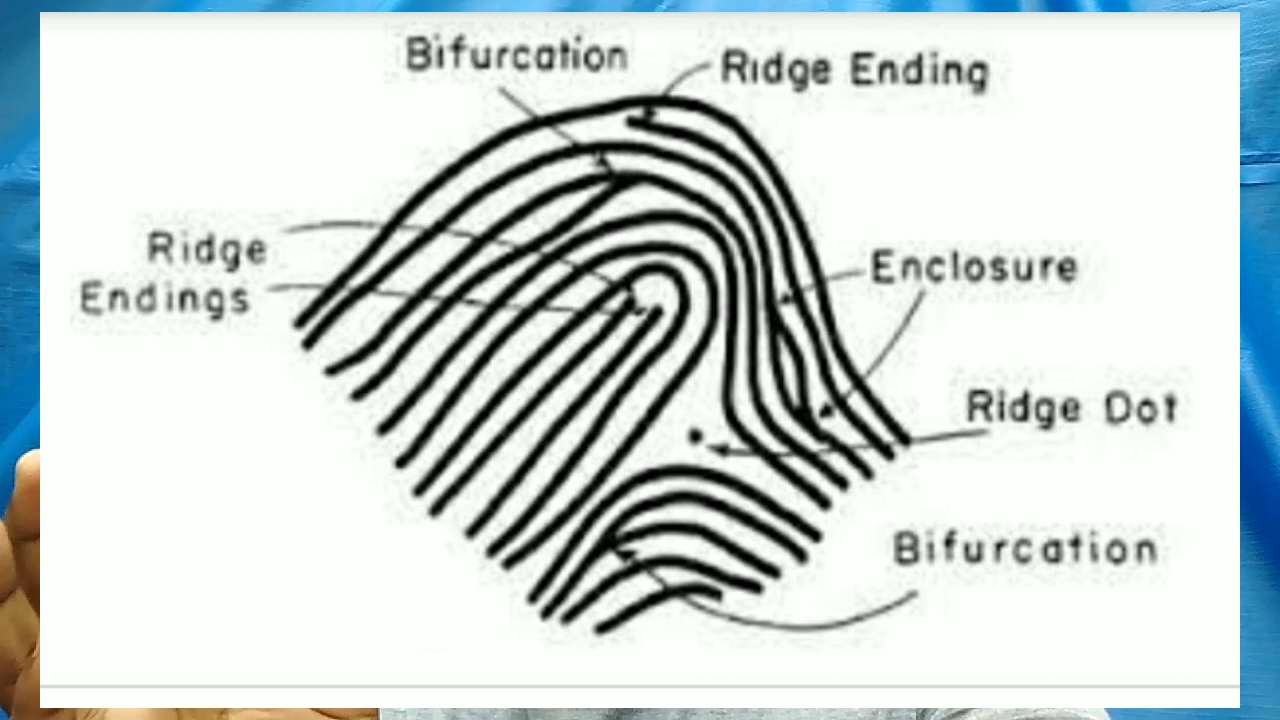 Bifurcation
Ridge Ending
Ridge
Endings
Enclosure
Ridge Dot
Bifurcation